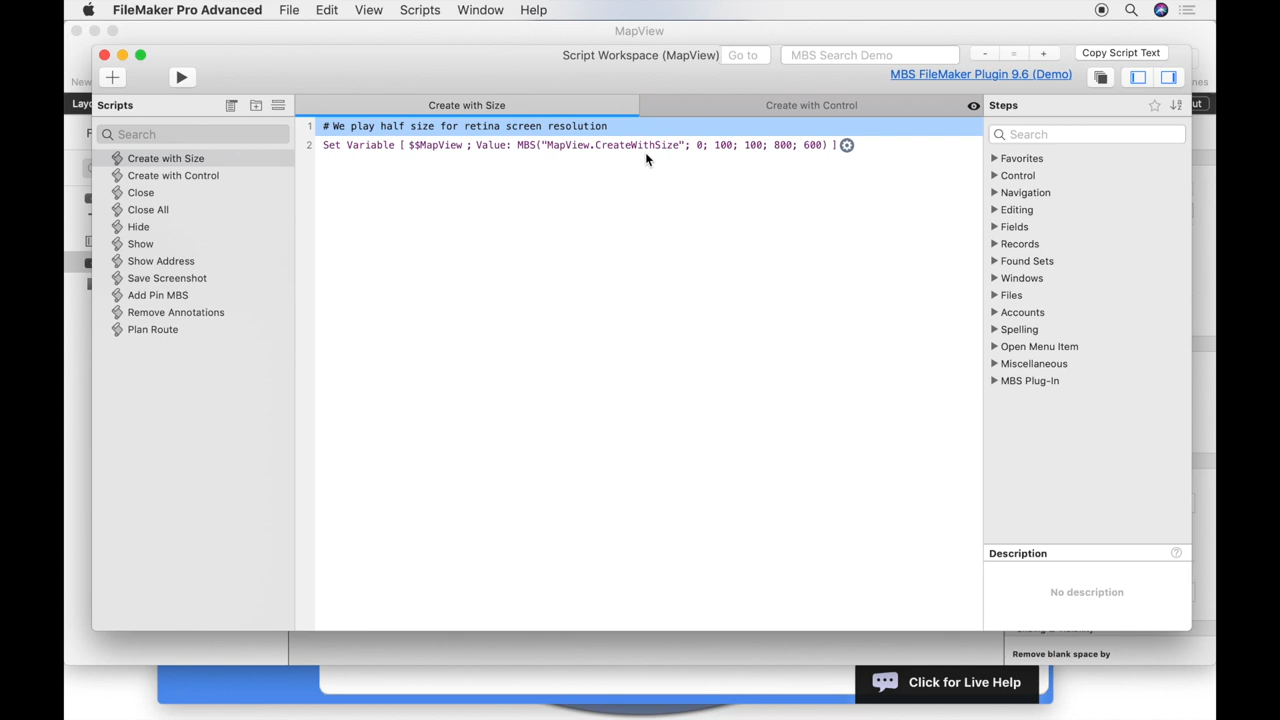 FileMaker Pro Advanced File Edit View Scripts Window Help
MapView
Script Workspace (MapView) Go to MBS Search Demo - = + Copy Script Text
MBS FileMaker Plugin 9.6 (Demo)
New
nes
Scripts
Create with Size
Create with Control
Steps
Search
Create with Size
Create with Control
Close
Close All
Hide
Show
Show Address
Save Screenshot
Add Pin MBS
Remove Annotations
Plan Route
1 # We play half size for retina screen resolution
2 Set Variable [ $$MapView ; Value: MBS("MapView.CreateWithSize"; 0; 100; 100; 800; 600) ]
Search
Favorites
Control
Navigation
Editing
Fields
Records
Found Sets
Windows
Files
Accounts
Spelling
Open Menu Item
Miscellaneous
MBS Plug-In
Description
No description
Remove blank space by
Click for Live Help